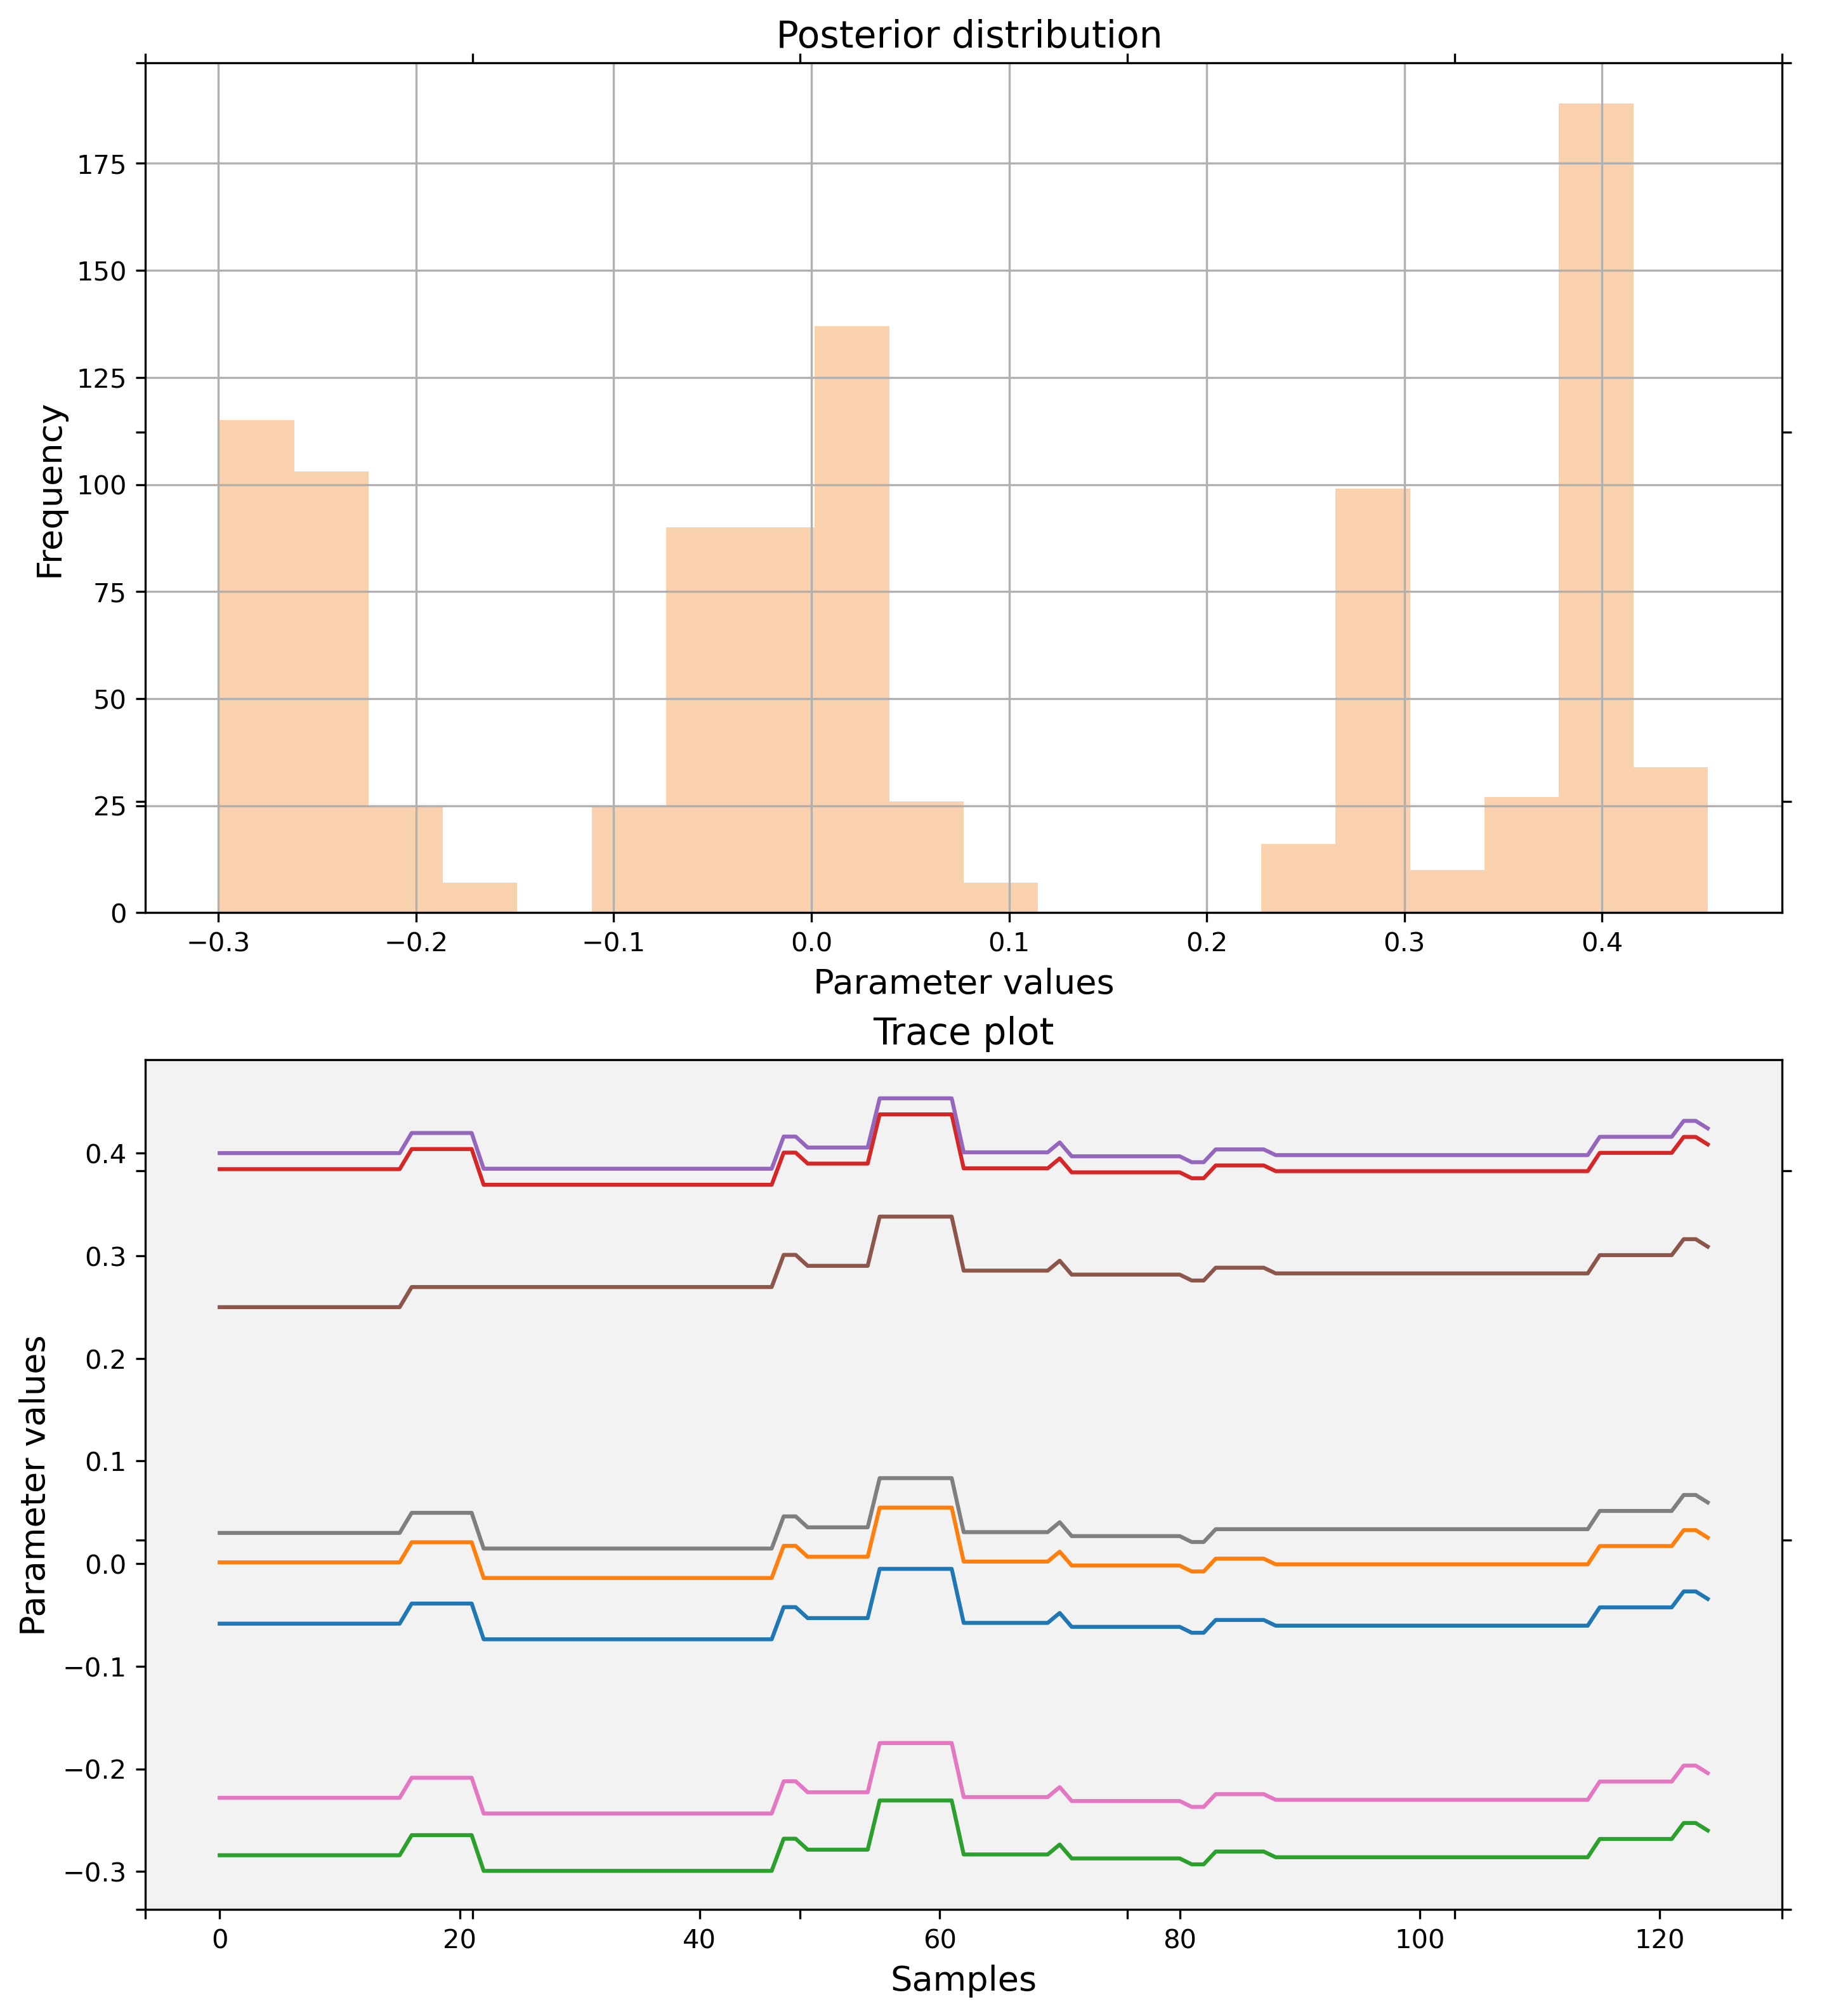 Posterior distribution
175
150
125
100
75
50
25
0
Frequency
−0.3 −0.2 −0.1 0.0 0.1 0.2 0.3 0.4
Parameter values
Trace plot
0.4
0.3
0.2
0.1
0.0
−0.1
−0.2
−0.3
Parameter values
0 20 40 60 80 100 120
Samples